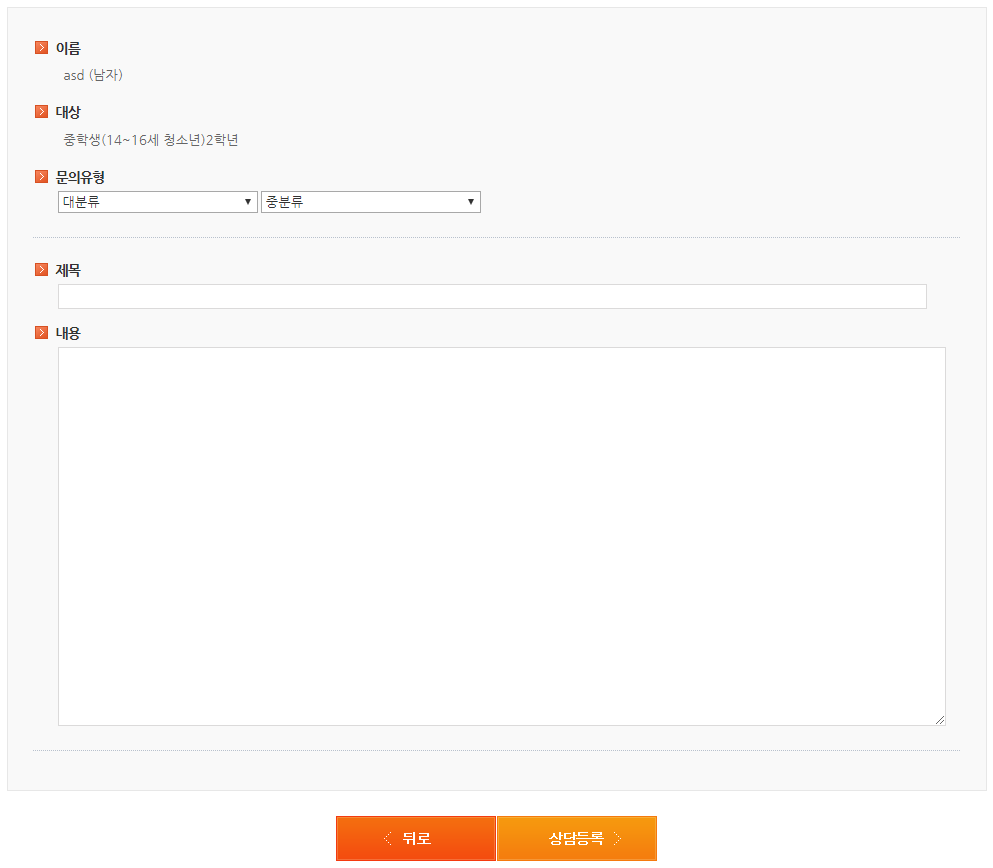 이름
asd (남자)
대상
중학생(14~16세 청소년)2학년
문의유형
대분류 중분류
제목
내용
뒤로 상담등록